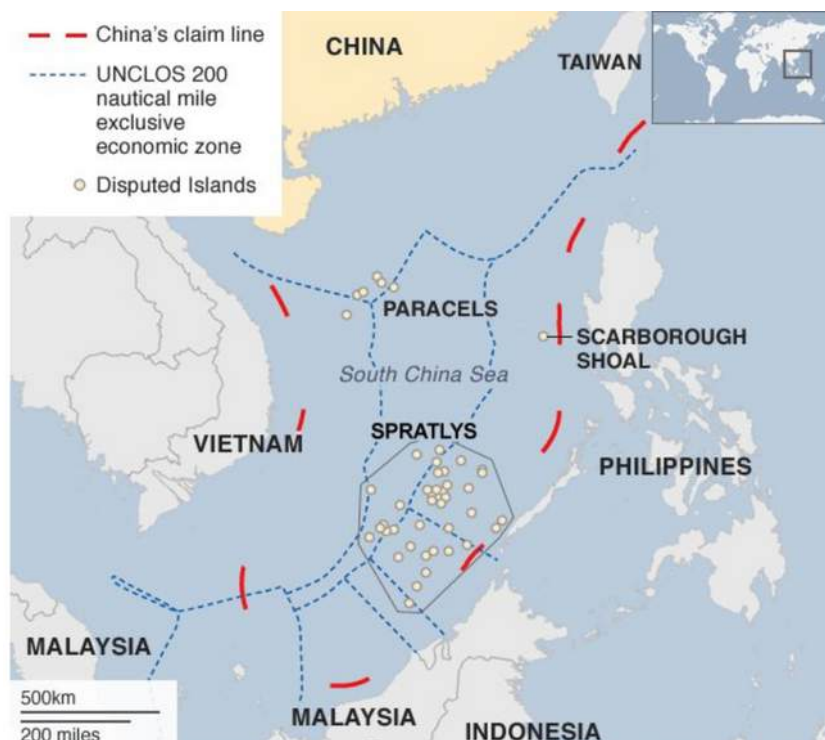 China's claim line
UNCLOS 200
nautical mile
exclusive
economic zone
Disputed Islands
CHINA
TAIWAN
PARACELS
SCARBOROUGH
SHOAL
South China Sea
SPRATLYS
VIETNAM
PHILIPPINES
MALAYSIA
500km
200 miles
MALAYSIA
INDONESIA